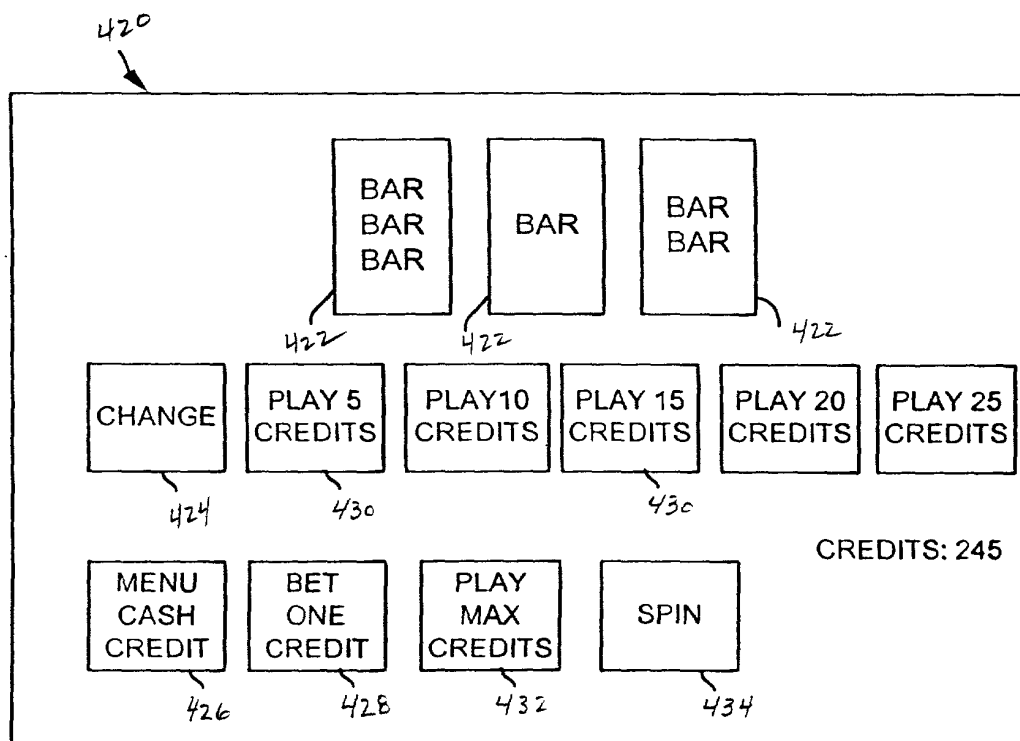 420
BAR
BAR
BAR
BAR
BAR
BAR
422
422
422
CHANGE
PLAY 5
CREDITS
PLAY10
CREDITS
PLAY 15
CREDITS
PLAY 20
CREDITS
PLAY 25
CREDITS
424
430
430
CREDITS: 245
MENU
CASH
CREDIT
BET
ONE
CREDIT
PLAY
MAX
CREDITS
SPIN
426
428
432
434